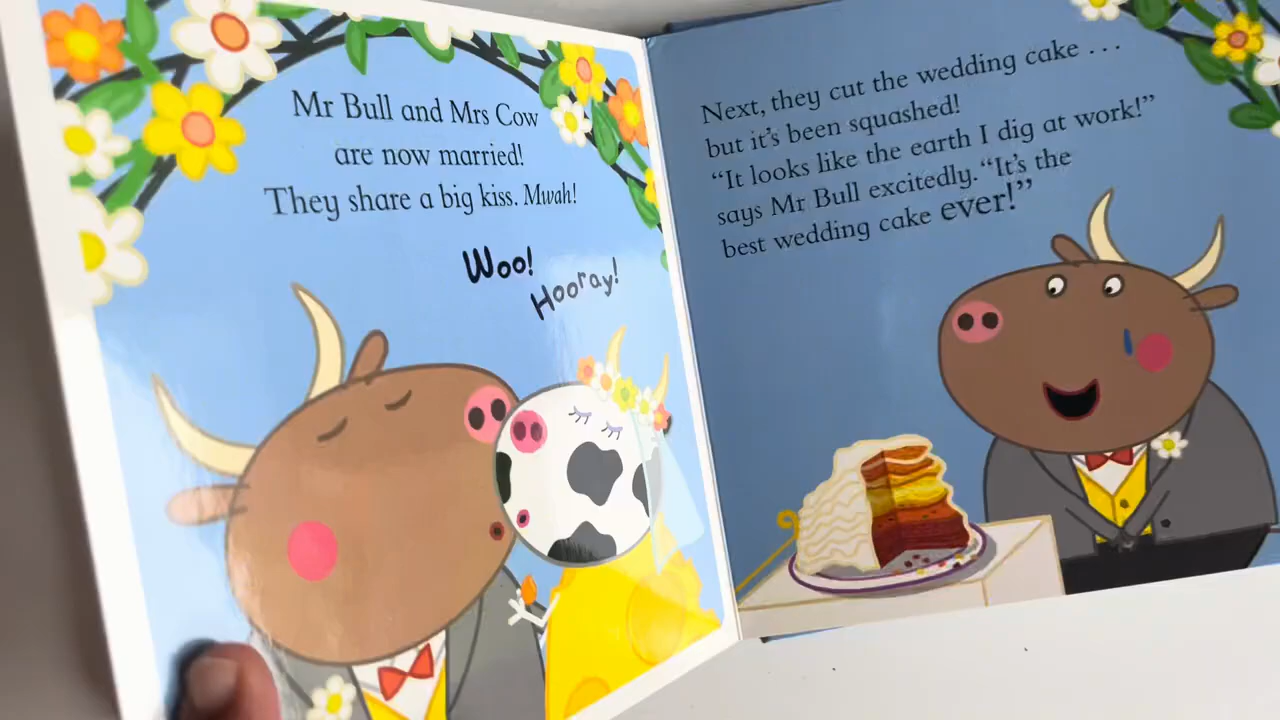 Mr Bull and Mrs Cow
are now married!
They share a big kiss. Mwah!
Woo!
Hooray!
Next, they cut the wedding cake . . .
but it's been squashed!
“It looks like the earth I dig at work!”
says Mr Bull excitedly. “It's the
best wedding cake ever!”